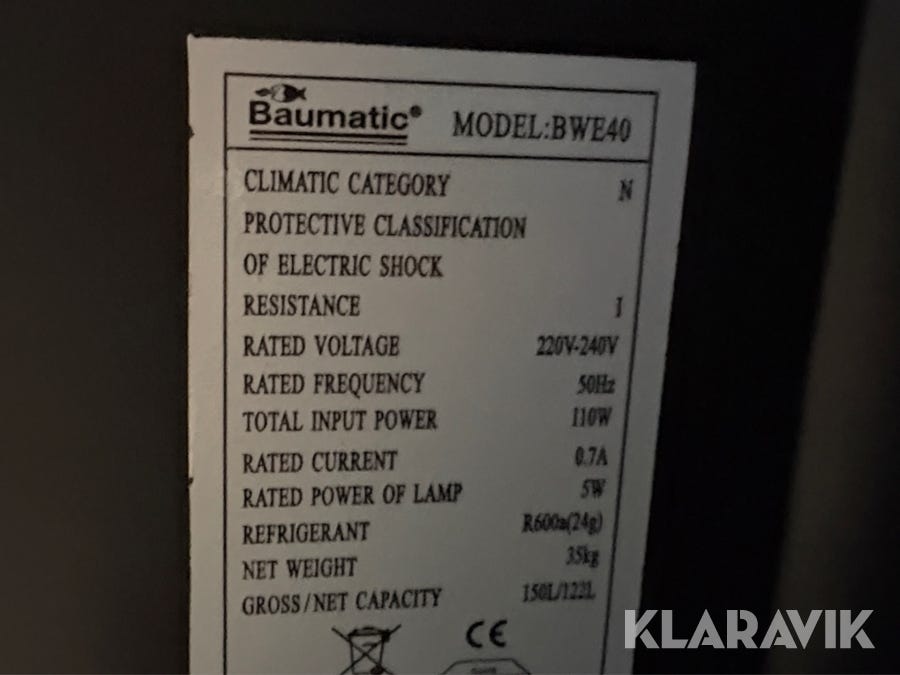 Baumatic® MODEL:BWE40
CLIMATIC CATEGORY N
PROTECTIVE CLASSIFICATION
OF ELECTRIC SHOCK
RESISTANCE I
RATED VOLTAGE 220V-240V
RATED FREQUENCY 50Hz
TOTAL INPUT POWER 110W
RATED CURRENT 0.7A
RATED POWER OF LAMP 5W
REFRIGERANT R600a(24g)
NET WEIGHT 35kg
GROSS/NET CAPACITY 150L/122L
CE
KLARAVIK